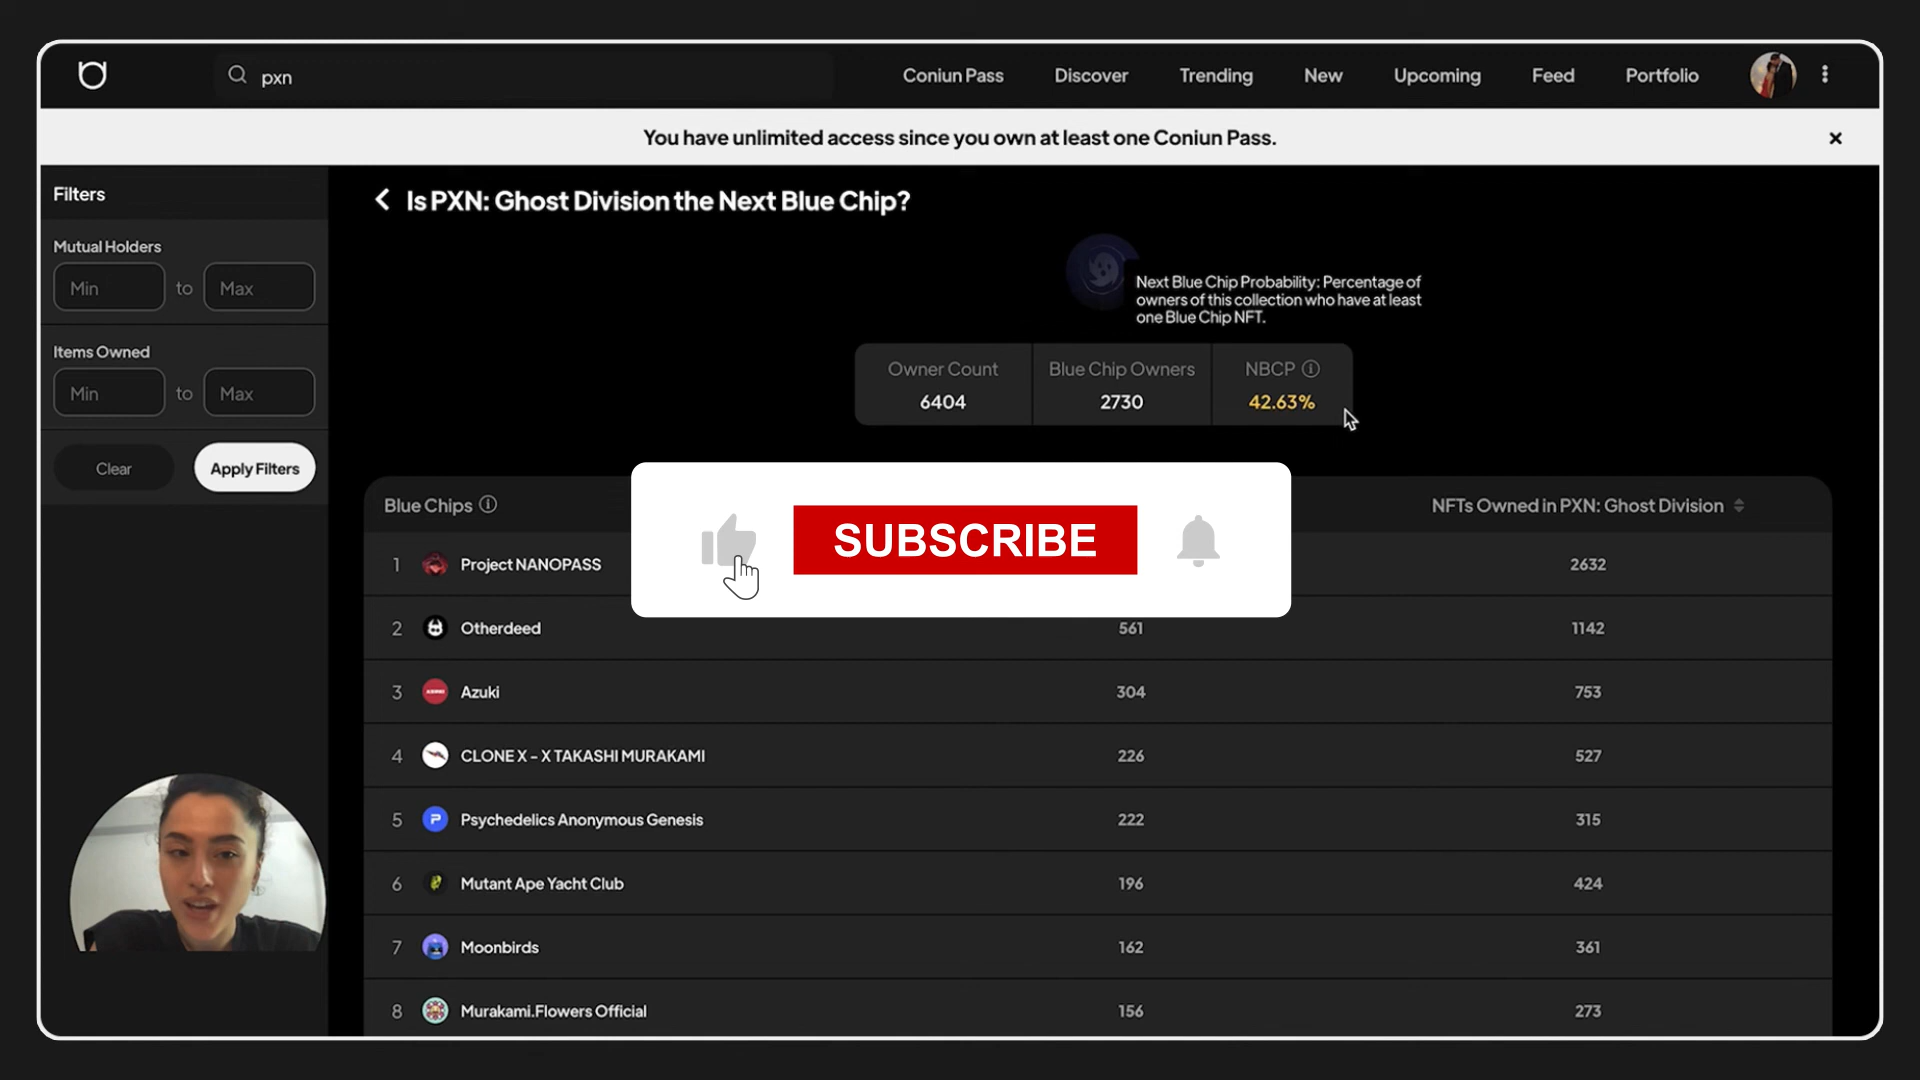 pxn
Coniun Pass
Discover
Trending
New
Upcoming
Feed
Portfolio
You have unlimited access since you own at least one Coniun Pass.
Filters
Mutual Holders
Min to Max
Items Owned
Min to Max
Clear
Apply Filters
Is PXN: Ghost Division the Next Blue Chip?
Next Blue Chip Probability: Percentage of
owners of this collection who have at least
one Blue Chip NFT.
Owner Count
6404
Blue Chip Owners
2730
NBCP
42.63%
Blue Chips
NFTs Owned in PXN: Ghost Division
SUBSCRIBE
1 Project NANOPASS 2632
2 Otherdeed 561 1142
3 Azuki 304 753
4 CLONE X - X TAKASHI MURAKAMI 226 527
5 Psychedelics Anonymous Genesis 222 315
6 Mutant Ape Yacht Club 196 424
7 Moonbirds 162 361
8 Murakami.Flowers Official 156 273